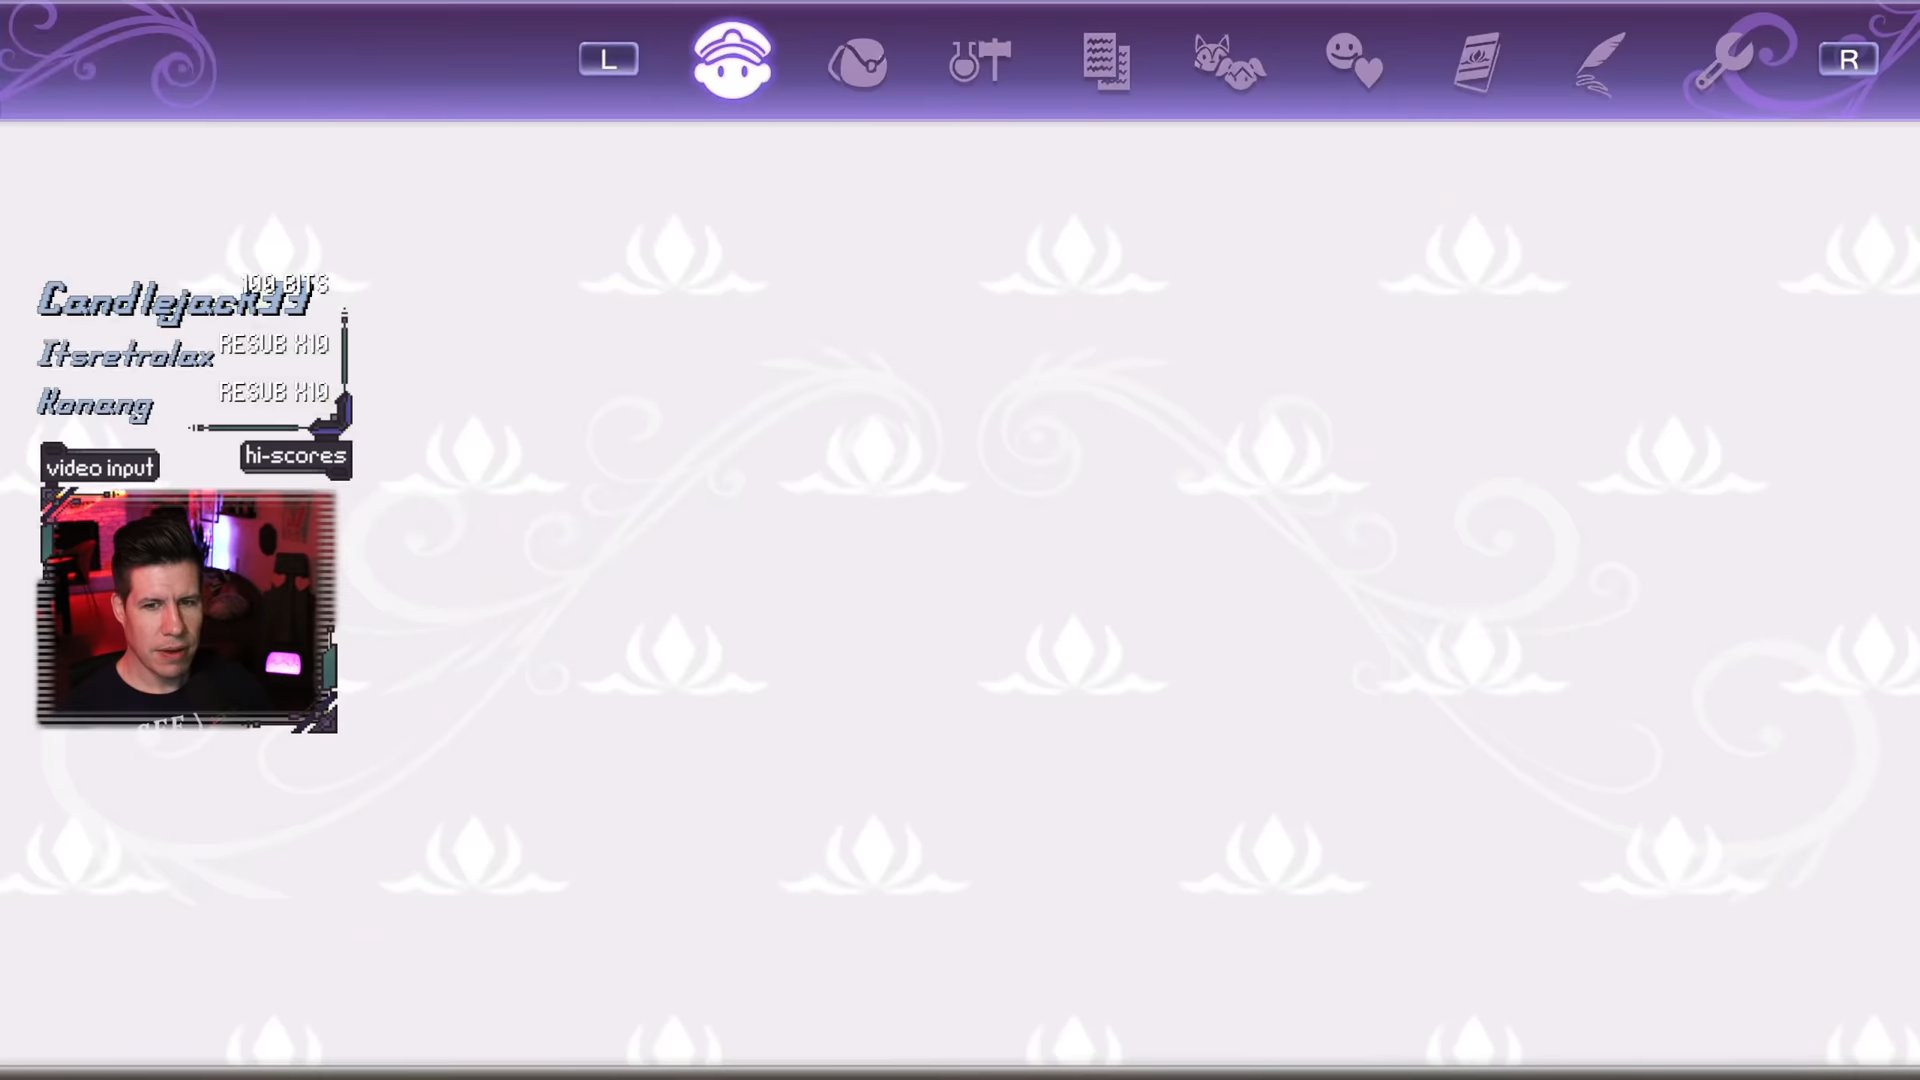 L
R
100 BITS
Candlejack33
RESUB X10
Itsretrolax
RESUB X10
Konang
hi-scores
video input